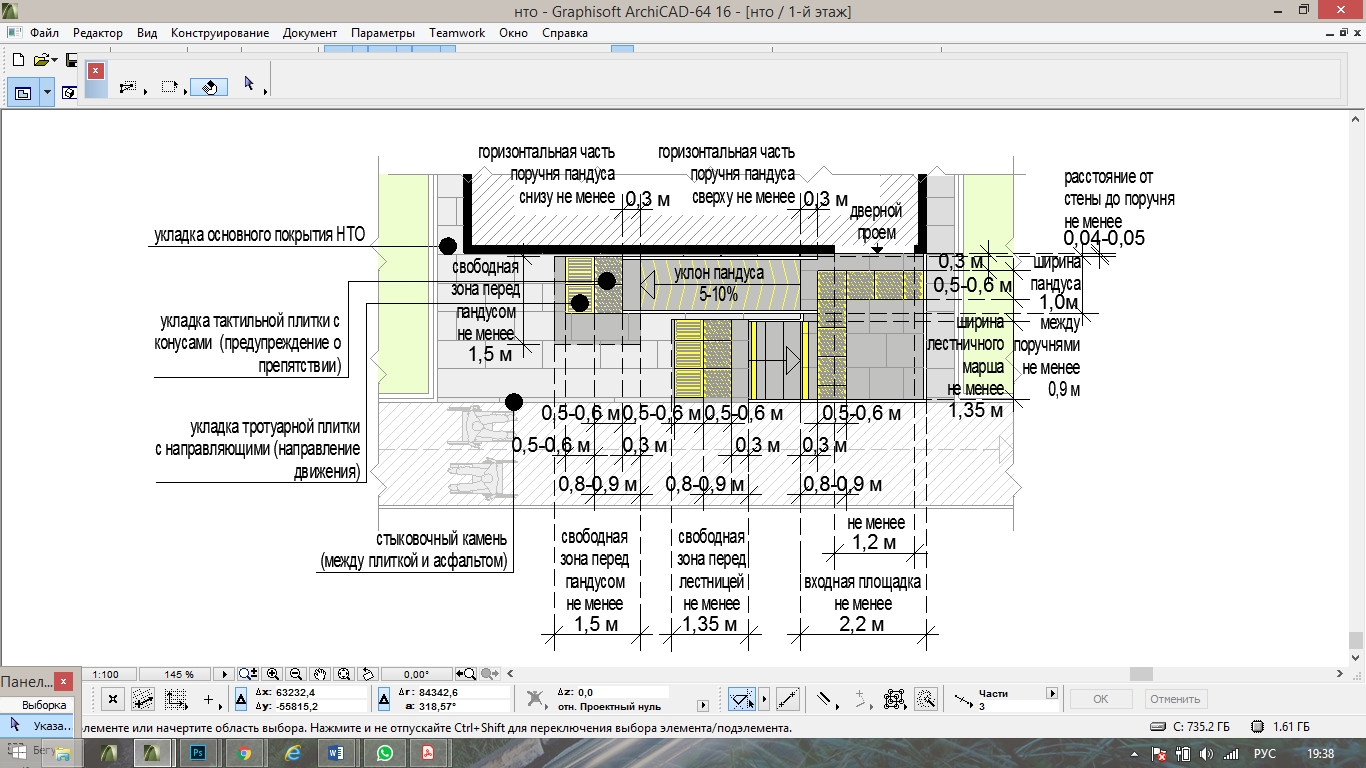 нто - Graphisoft ArchiCAD-64 16 - [нто / 1-й этаж]
Файл Редактор Вид Конструирование Документ Параметры Teamwork Окно Справка
горизонтальная часть
поручня пандуса
снизу не менее
0,3 м
горизонтальная часть
поручня пандуса
сверху не менее
0,3 м
дверной
проем
расстояние от
стены до поручня
не менее
0,04-0,05
укладка основного покрытия НТО
свободная
зона перед
пандусом
не менее
1,5 м
уклон пандуса
5-10%
0,3 м
0,5-0,6 м
ширина
пандуса
1,0м
между
поручнями
не менее
0,9 м
ширина
лестничного
марша
не менее
1,35 м
укладка тактильной плитки с
конусами (предупреждение о
препятствии)
укладка тротуарной плитки
с направляющими (направление
движения)
стыковочный камень
(между плиткой и асфальтом)
0,5-0,6 м 0,5-0,6 м 0,5-0,6 м 0,5-0,6 м
0,5-0,6 м 0,3 м 0,3 м 0,3 м
0,8-0,9 м 0,8-0,9 м 0,8-0,9 м
свободная
зона перед
пандусом
не менее
1,5 м
свободная
зона перед
лестницей
не менее
1,35 м
не менее
1,2 м
входная площадка
не менее
2,2 м
1:100 145 % 0,00°
Панел...
Выборка
Указа..
Бегу
Δx: 63232,4
Δy: -55815,2
Δr: 84342,6
a: 318,57°
Δz: 0,0
отн. Проектный нуль
Части
3
OK Отменить
элементе или начертите область выбора. Нажмите и не отпускайте Ctrl+Shift для переключения выбора элемента/подэлемента.
C: 735.2 ГБ 1.61 ГБ
РУС 19:38